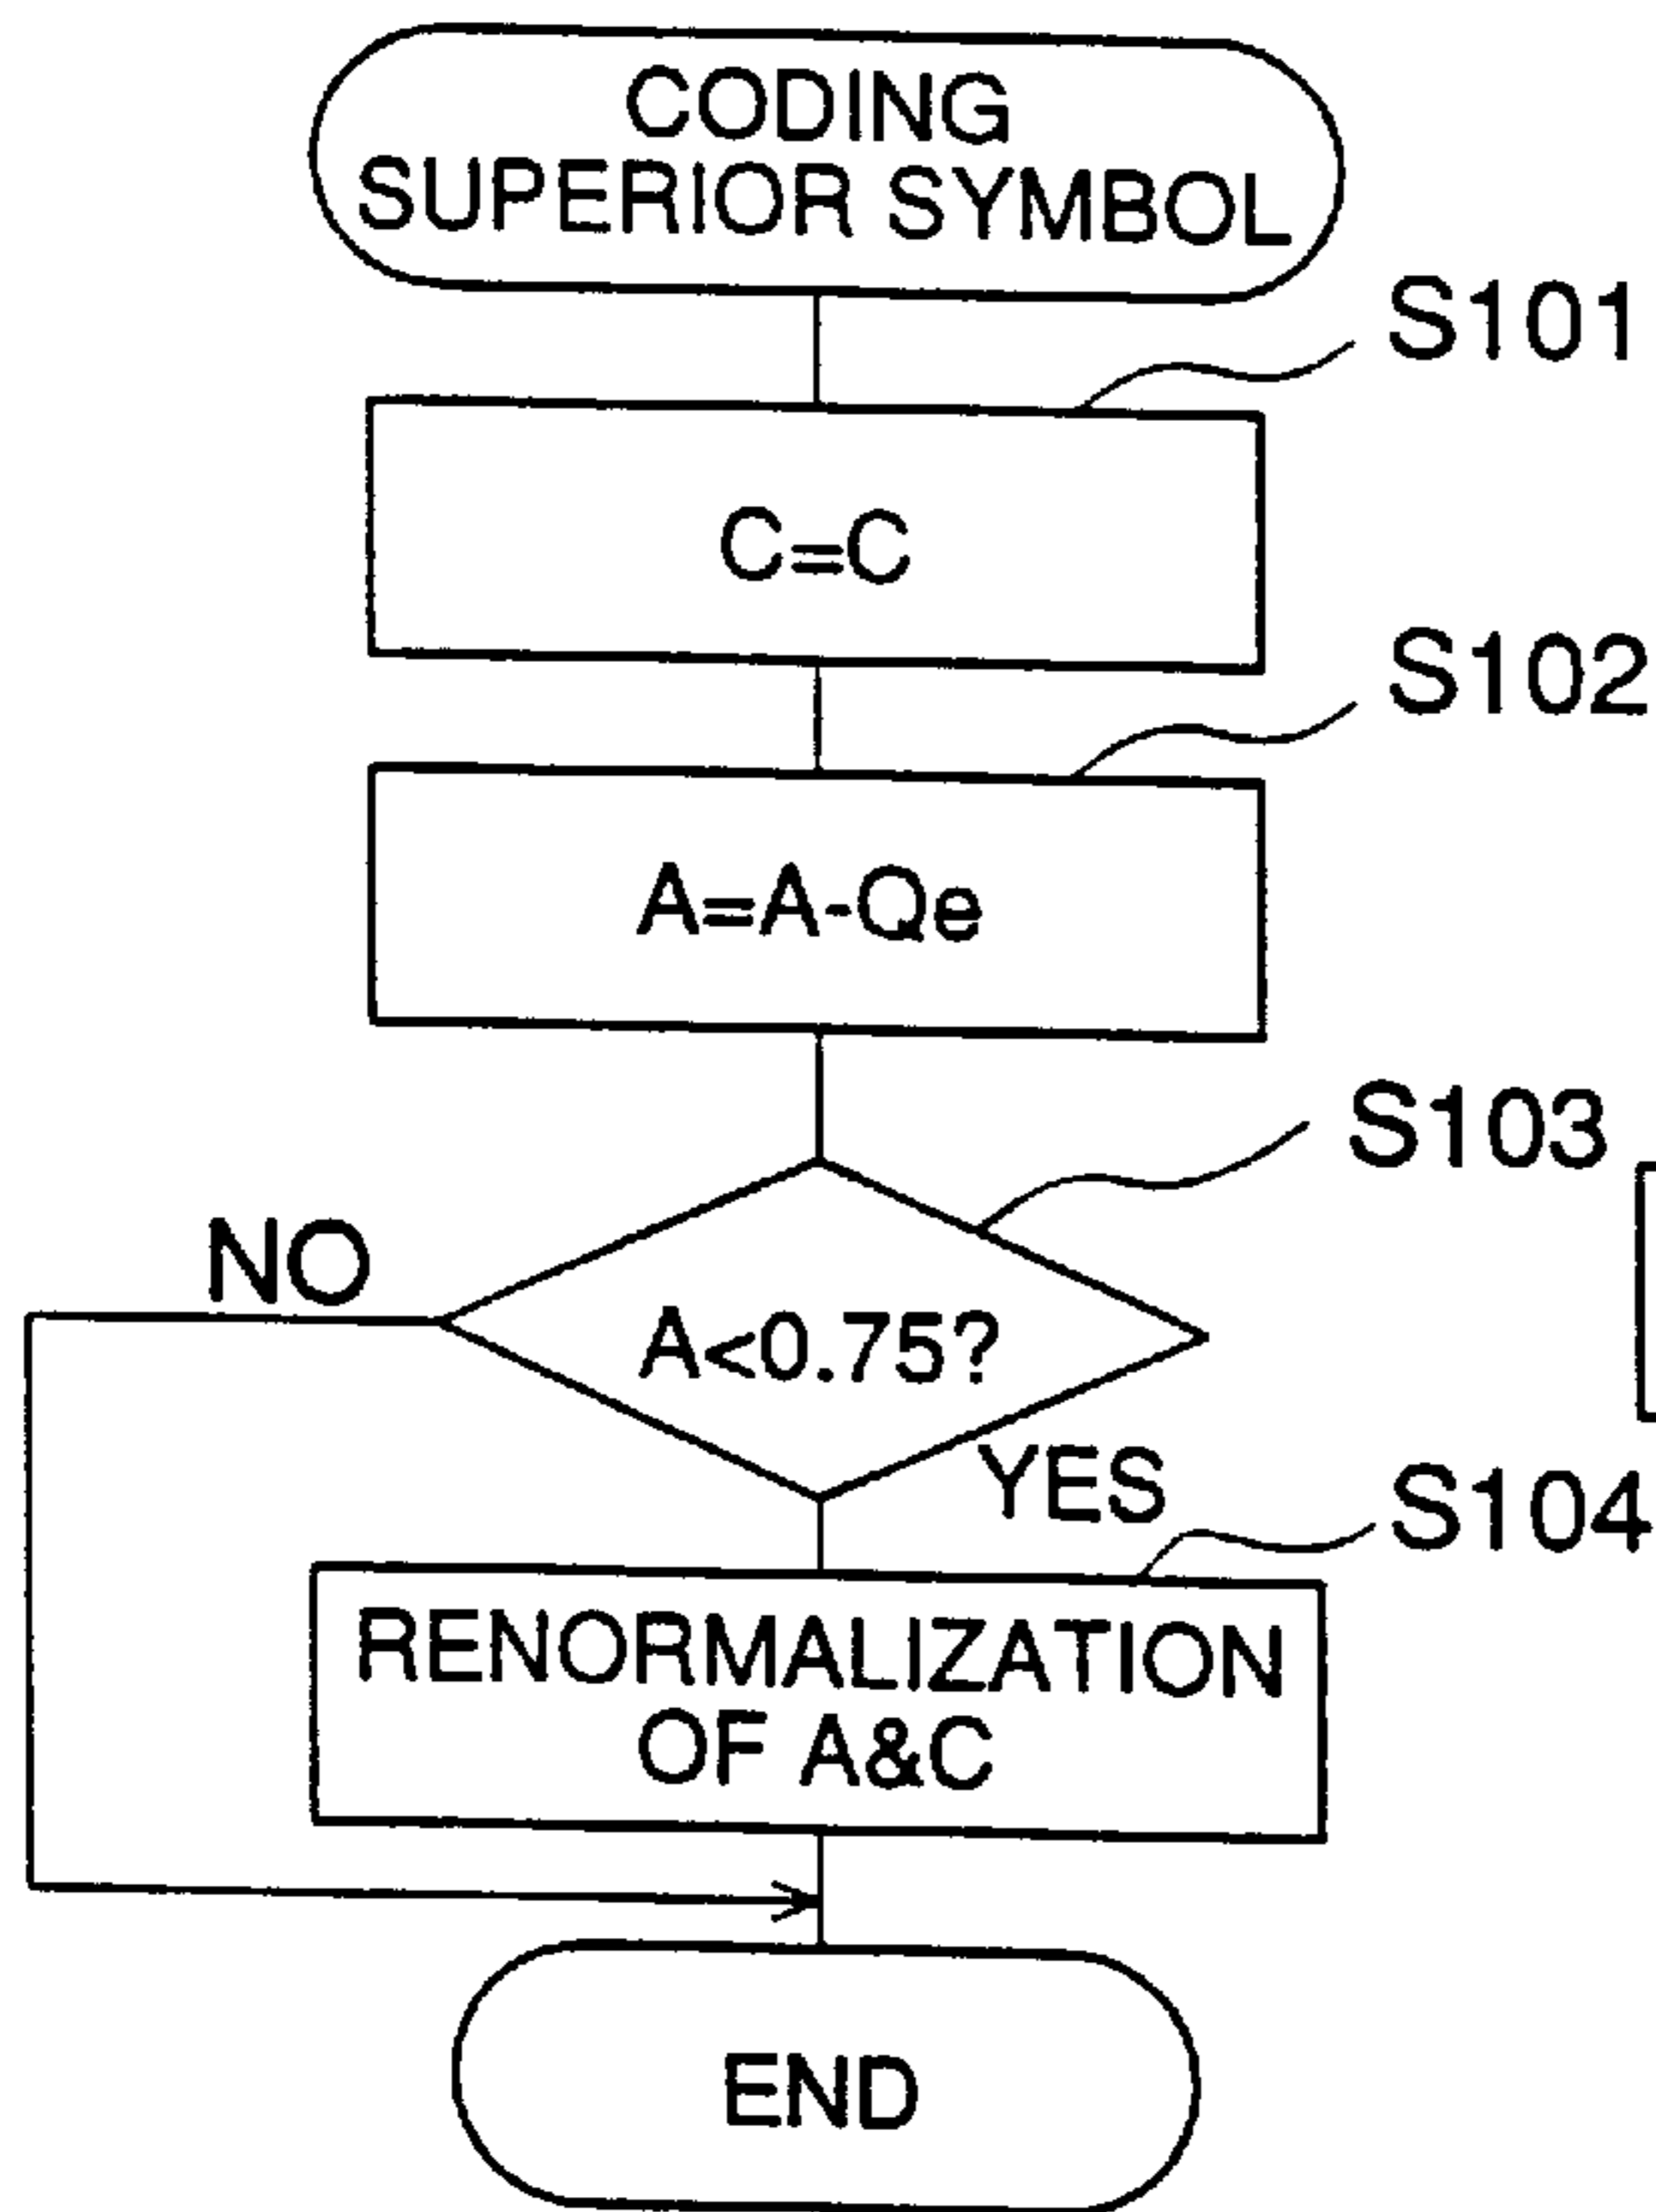 CODING
SUPERIOR SYMBOL
S101
C=C
S102
A=A-Qe
S103
NO
A<0.75?
YES
S104
RENORMALIZATION
OF A&C
END